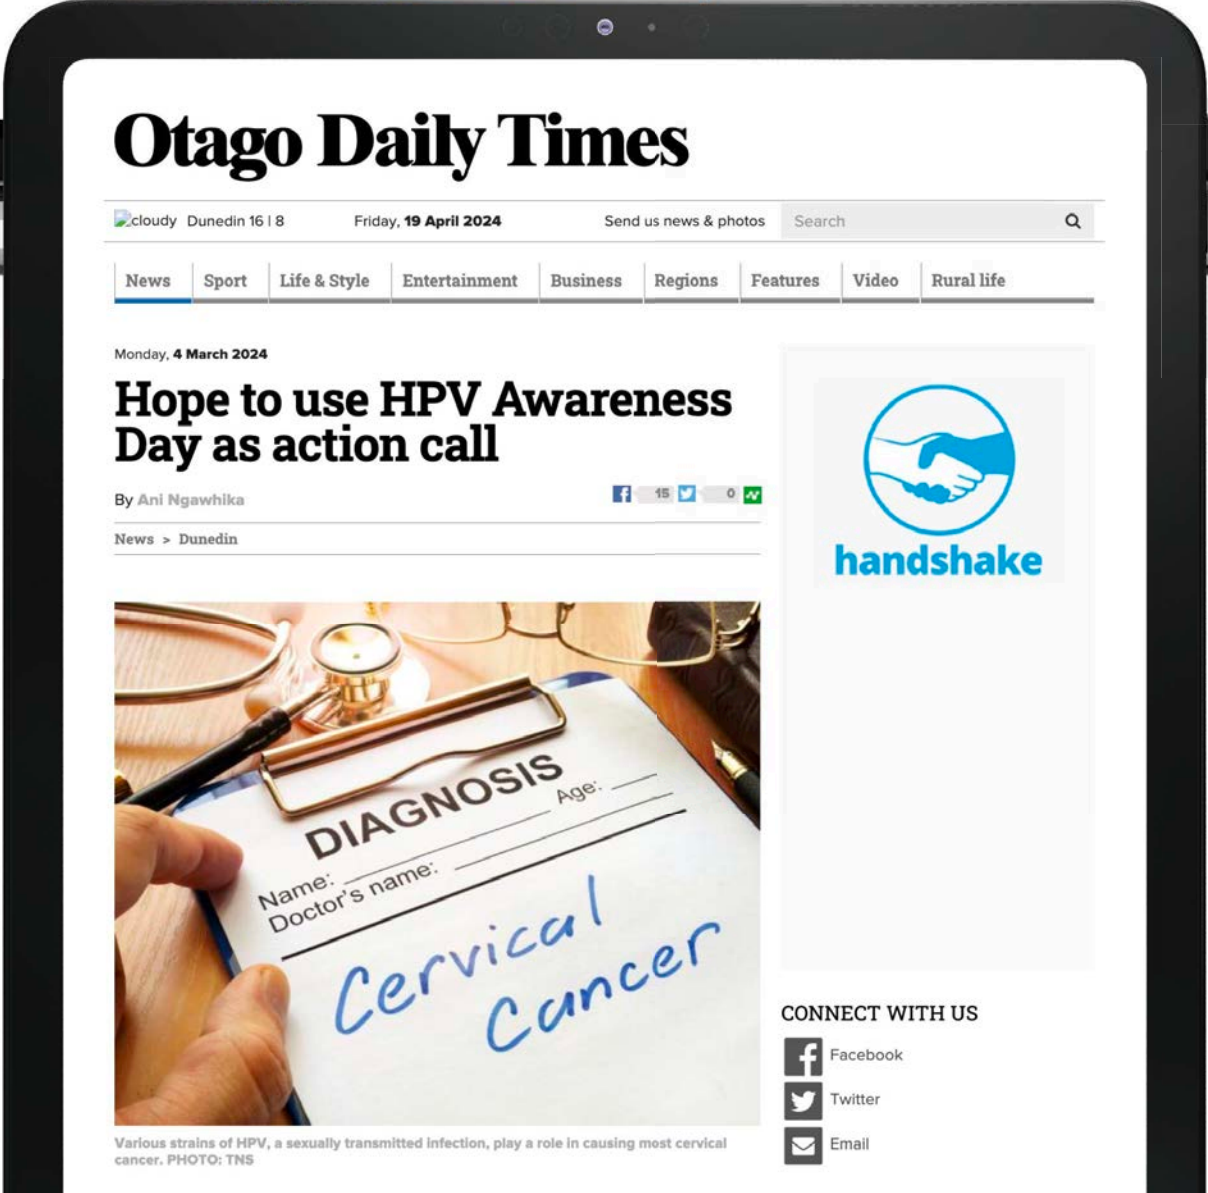 Otago Daily Times
cloudy Dunedin 16 | 8 Friday, 19 April 2024 Send us news & photos Search
News Sport Life & Style Entertainment Business Regions Features Video Rural life
Monday, 4 March 2024
Hope to use HPV Awareness
Day as action call
By Ani Ngawhika
15 0
News > Dunedin
handshake
DIAGNOSIS
Name: Age:
Doctor's name:
Cervical
Cancer
Various strains of HPV, a sexually transmitted infection, play a role in causing most cervical
cancer. PHOTO: TNS
CONNECT WITH US
Facebook
Twitter
Email